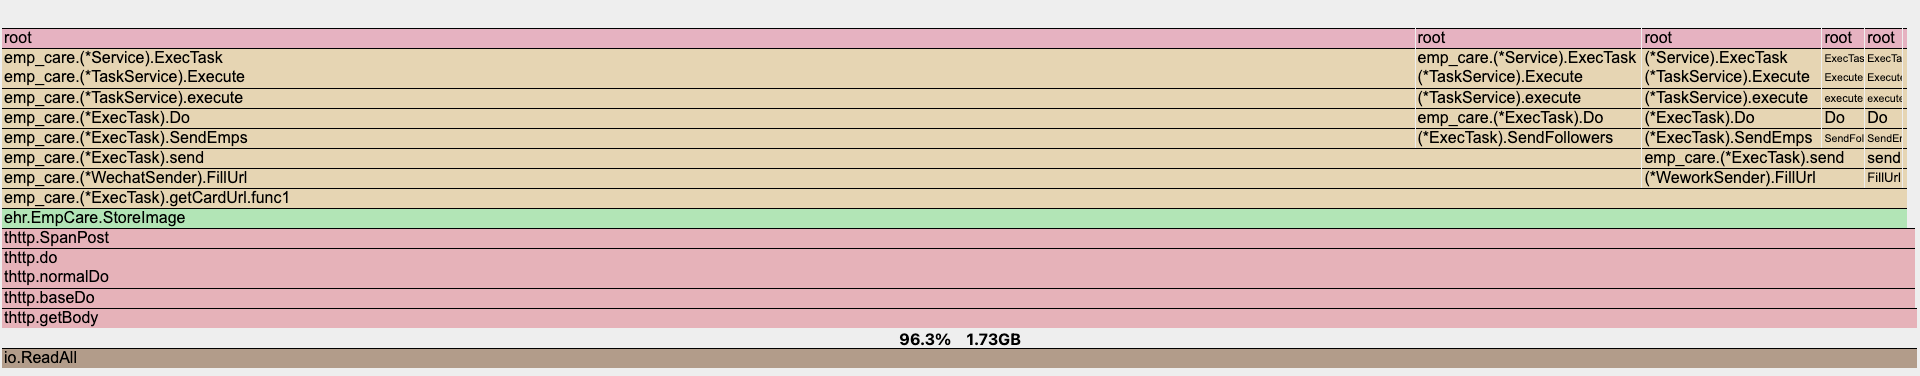 root root root root root
emp_care.(*Service).ExecTask emp_care.(*Service).ExecTask (*Service).ExecTask ExecTas ExecTa
emp_care.(*TaskService).Execute (*TaskService).Execute (*TaskService).Execute Execute Execute
emp_care.(*TaskService).execute (*TaskService).execute (*TaskService).execute execute execute
emp_care.(*ExecTask).Do emp_care.(*ExecTask).Do (*ExecTask).Do Do Do
emp_care.(*ExecTask).SendEmps (*ExecTask).SendFollowers (*ExecTask).SendEmps SendFol SendEm
emp_care.(*ExecTask).send emp_care.(*ExecTask).send send
emp_care.(*WechatSender).FillUrl (*WeworkSender).FillUrl FillUrl
emp_care.(*ExecTask).getCardUrl.func1
ehr.EmpCare.StoreImage
thttp.SpanPost
thttp.do
thttp.normalDo
thttp.baseDo
thttp.getBody
96.3% 1.73GB
io.ReadAll